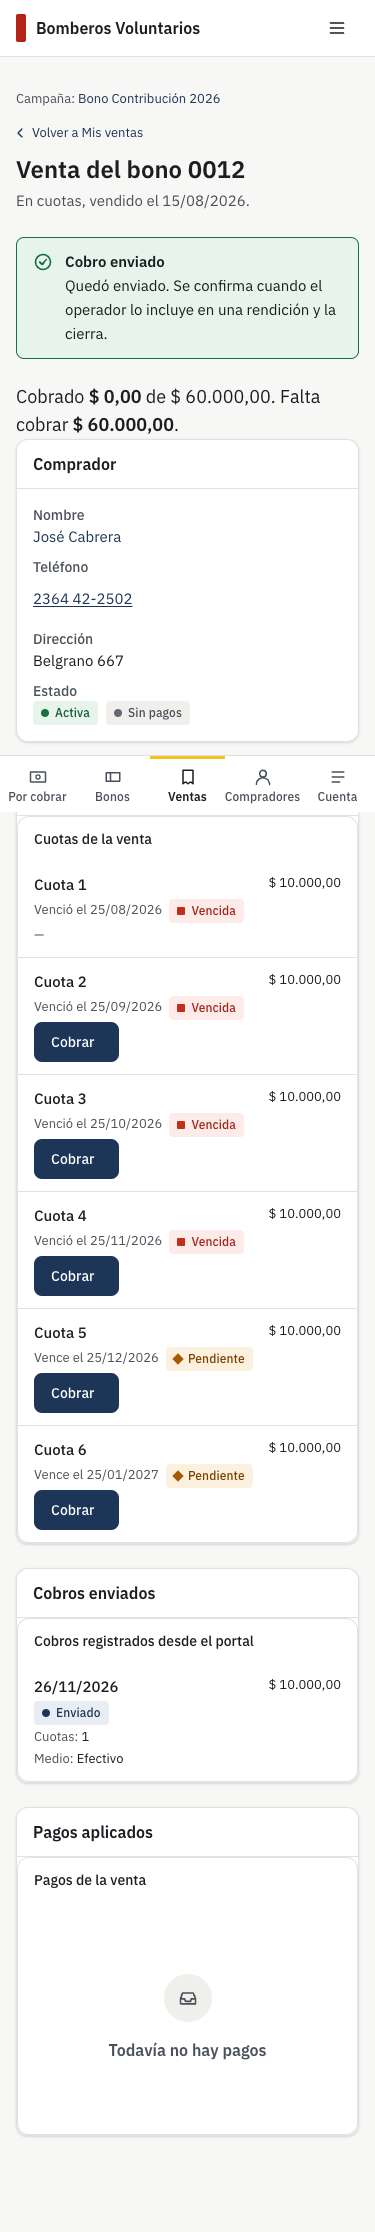 Bomberos Voluntarios
Campaña: Bono Contribución 2026
Volver a Mis ventas
Venta del bono 0012
En cuotas, vendido el 15/08/2026.
Cobro enviado
Quedó enviado. Se confirma cuando el
operador lo incluye en una rendición y la
cierra.
Cobrado $ 0,00 de $ 60.000,00. Falta
cobrar $ 60.000,00.
Comprador
Nombre
José Cabrera
Teléfono
2364 42-2502
Dirección
Belgrano 667
Estado
Activa Sin pagos
Por cobrar Bonos Ventas Compradores Cuenta
Cuotas de la venta
Cuota 1 $ 10.000,00
Venció el 25/08/2026 Vencida
—
Cuota 2 $ 10.000,00
Venció el 25/09/2026 Vencida
Cobrar
Cuota 3 $ 10.000,00
Venció el 25/10/2026 Vencida
Cobrar
Cuota 4 $ 10.000,00
Venció el 25/11/2026 Vencida
Cobrar
Cuota 5 $ 10.000,00
Vence el 25/12/2026 Pendiente
Cobrar
Cuota 6 $ 10.000,00
Vence el 25/01/2027 Pendiente
Cobrar
Cobros enviados
Cobros registrados desde el portal
26/11/2026 $ 10.000,00
Enviado
Cuotas: 1
Medio: Efectivo
Pagos aplicados
Pagos de la venta
Todavía no hay pagos